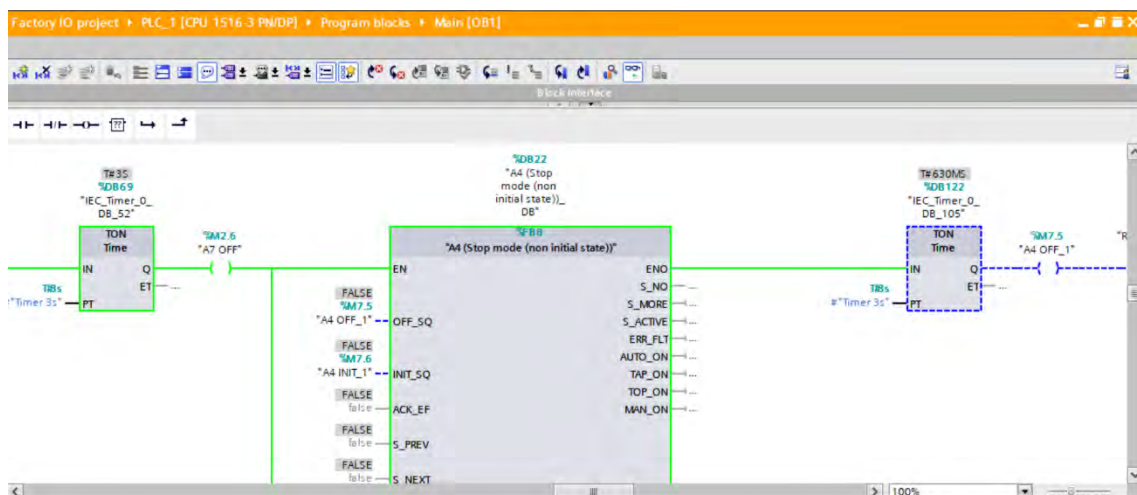 Factory IO project ▸ PLC_1 [CPU 1516-3 PN/DP] ▸ Program blocks ▸ Main [OB1]
Block interface
T#3S
%DB69
"IEC_Timer_0_
DB_52"
TON
Time
IN
Q
ET
...
T#3s
"Timer 3s"
PT
%M2.6
"A7 OFF"
%DB22
"A4 (Stop
mode (non
initial state))_
DB"
%FB8
"A4 (Stop mode (non initial state))"
EN
ENO
FALSE
%M7.5
"A4 OFF_1"
OFF_SQ
FALSE
%M7.6
"A4 INIT_1"
INIT_SQ
FALSE
false
ACK_EF
FALSE
false
S_PREV
FALSE
false
S_NEXT
S_NO
...
S_MORE
...
S_ACTIVE
...
ERR_FLT
...
AUTO_ON
...
TAP_ON
...
TOP_ON
...
MAN_ON
...
T#630MS
%DB122
"IEC_Timer_0_
DB_105"
TON
Time
IN
Q
ET
...
#"Timer 3s"
PT
%M7.5
"A4 OFF_1"
"R
100%